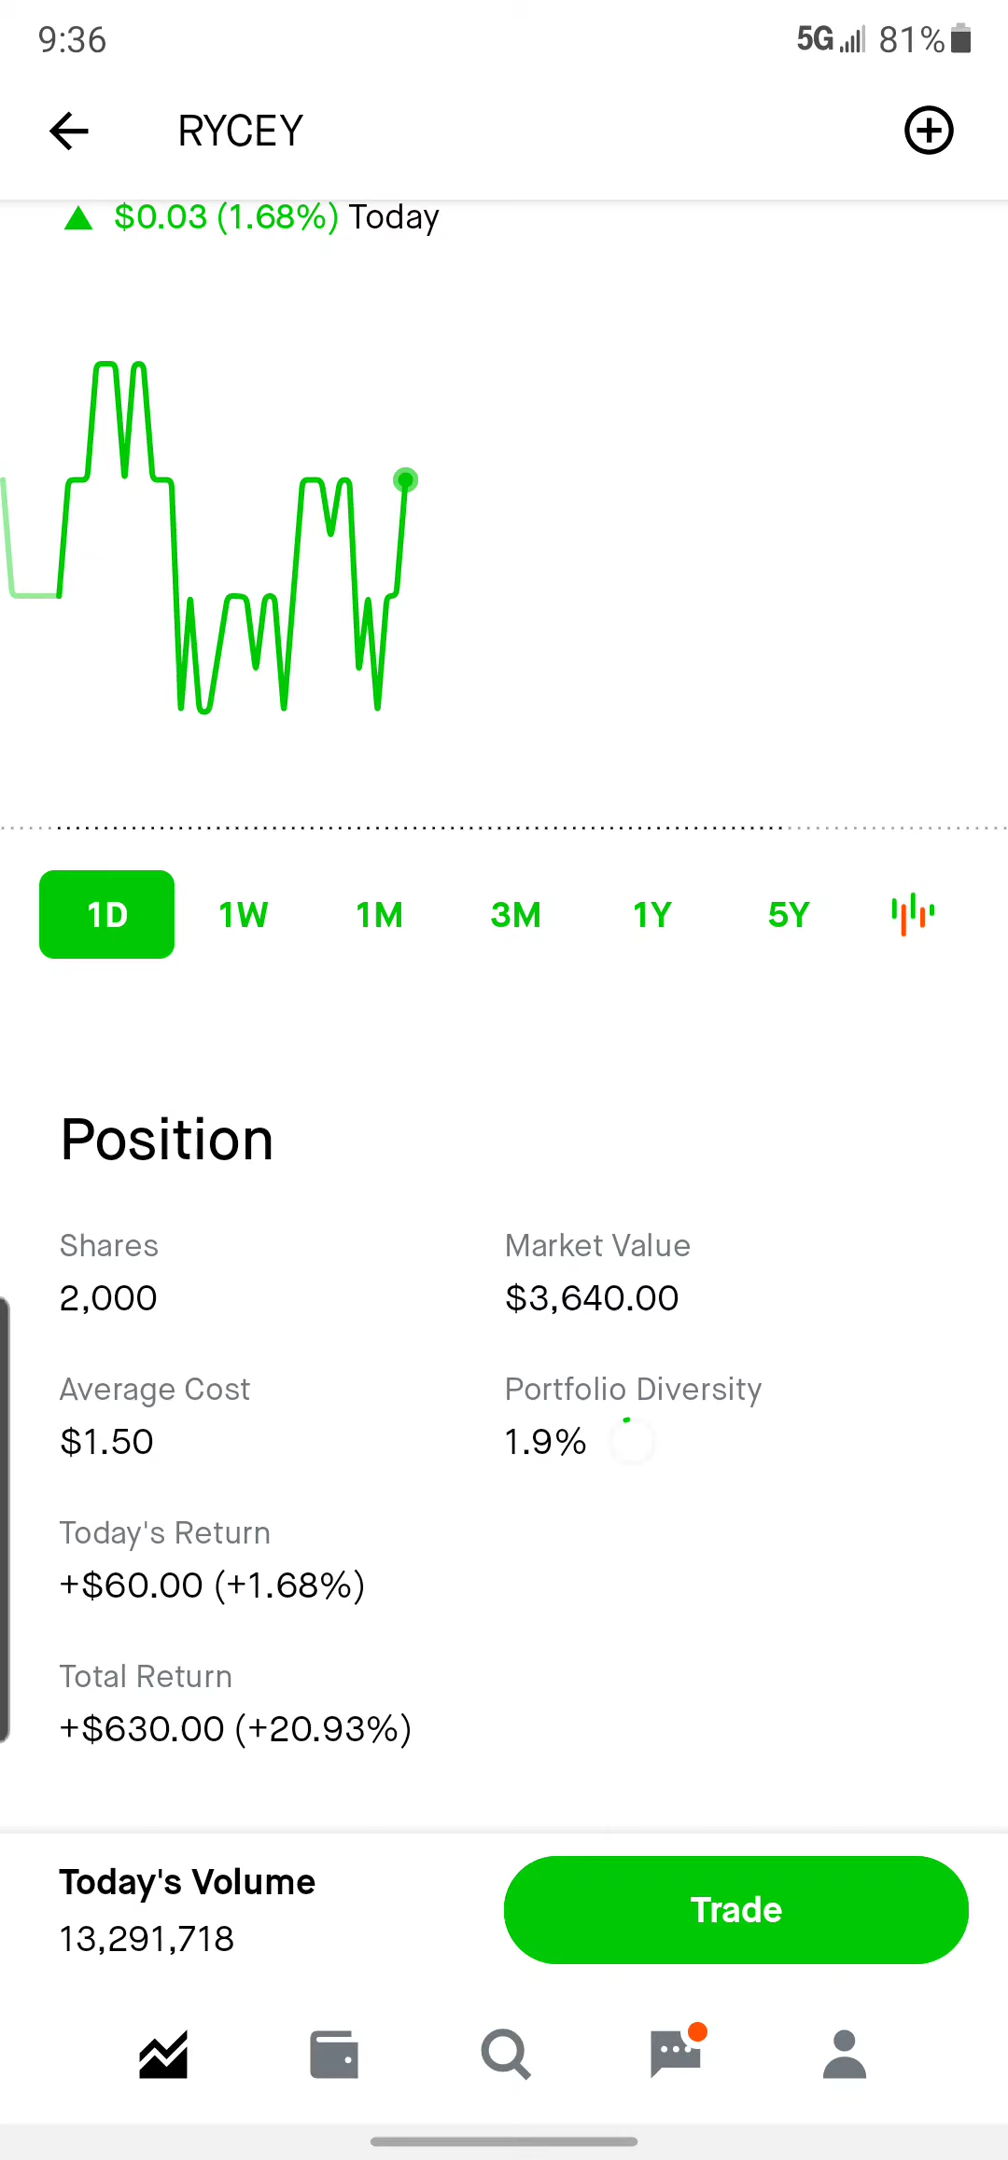 9:36 5G 81%
RYCEY
$0.03 (1.68%) Today
1D 1W 1M 3M 1Y 5Y
Position
Shares Market Value
2,000 $3,640.00
Average Cost Portfolio Diversity
$1.50 1.9%
Today's Return
+$60.00 (+1.68%)
Total Return
+$630.00 (+20.93%)
Today's Volume
13,291,718
Trade